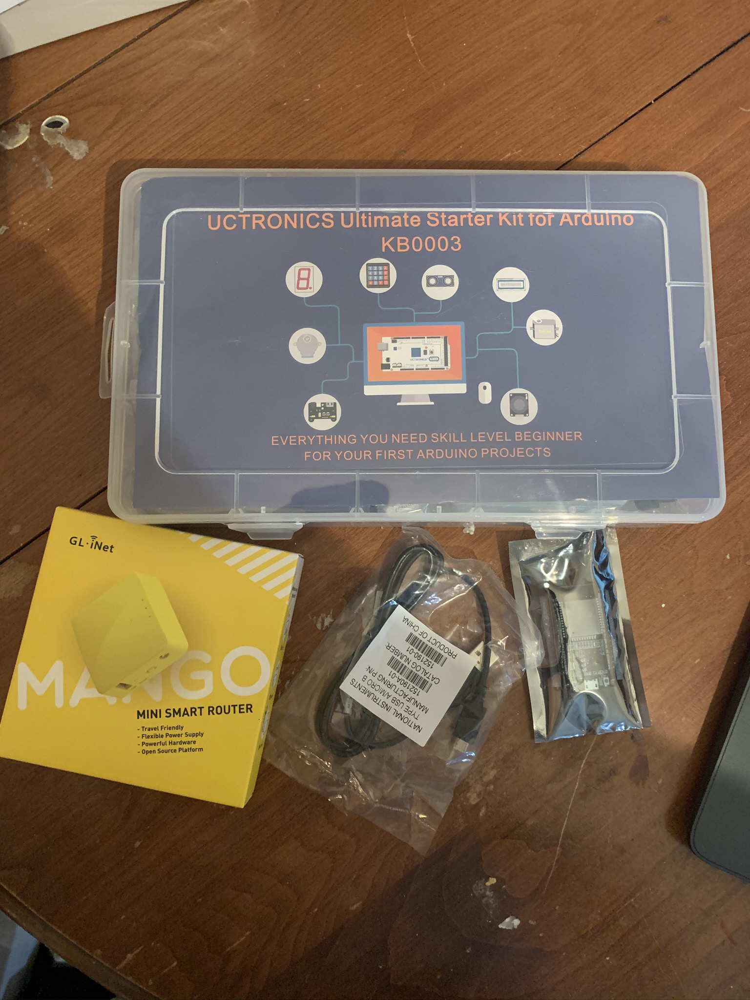 UCTRONICS Ultimate Starter Kit for Arduino
KB0003
EVERYTHING YOU NEED SKILL LEVEL BEGINNER
FOR YOUR FIRST ARDUINO PROJECTS
GL·iNet
MANGO
MINI SMART ROUTER
- Travel Friendly
- Flexible Power Supply
- Powerful Hardware
- Open Source Platform
NATIONAL INSTRUMENTS
TYPE USB A/MICRO B
MANUFACTURING P/N:
152190A-01
CATALOG NUMBER:
152190-01
PRODUCT OF CHINA